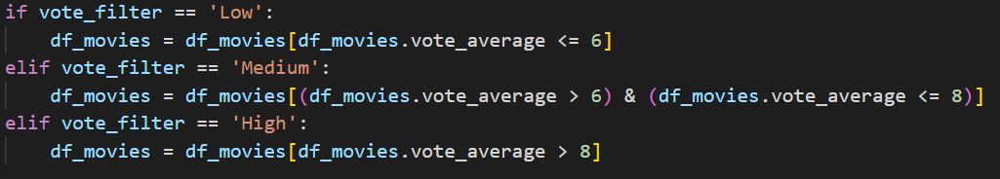 if vote_filter == 'Low':
    df_movies = df_movies[df_movies.vote_average <= 6]
elif vote_filter == 'Medium':
    df_movies = df_movies[(df_movies.vote_average > 6) & (df_movies.vote_average <= 8)]
elif vote_filter == 'High':
    df_movies = df_movies[df_movies.vote_average > 8]